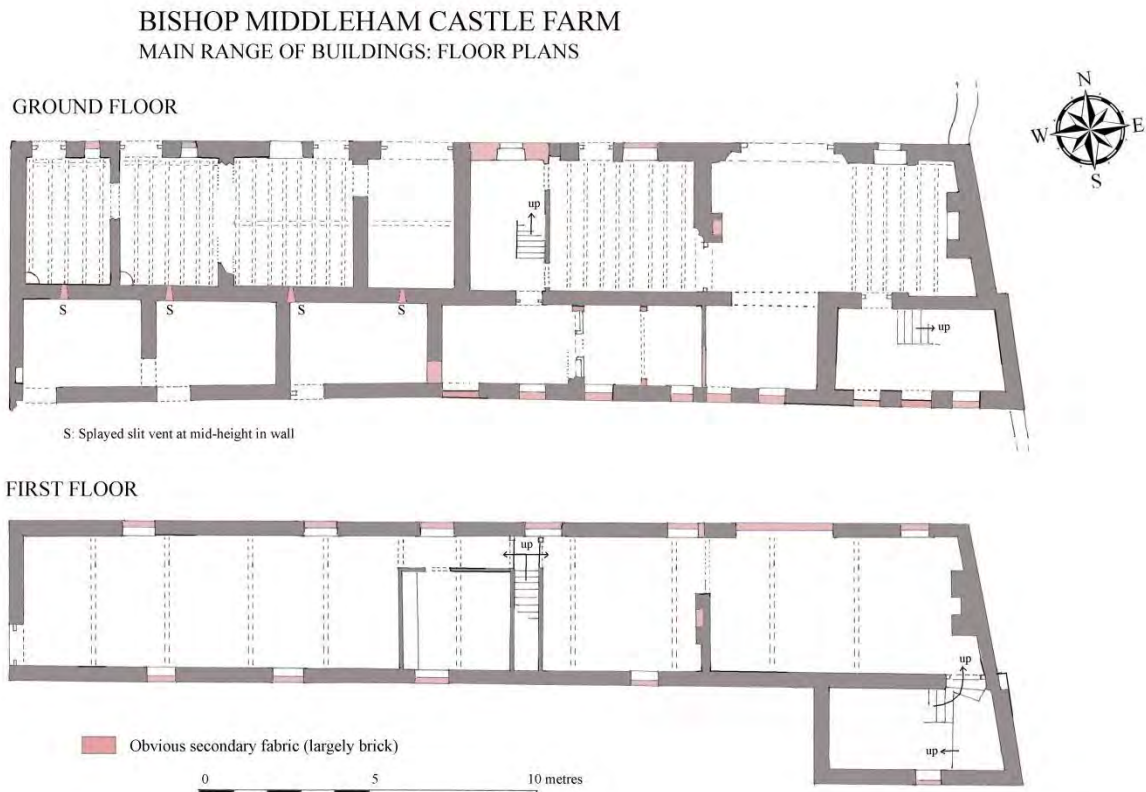 BISHOP MIDDLEHAM CASTLE FARM
MAIN RANGE OF BUILDINGS: FLOOR PLANS
GROUND FLOOR
N
W E
S
up
S S S S
up
S: Splayed slit vent at mid-height in wall
FIRST FLOOR
up
up
up
Obvious secondary fabric (largely brick)
0 5 10 metres